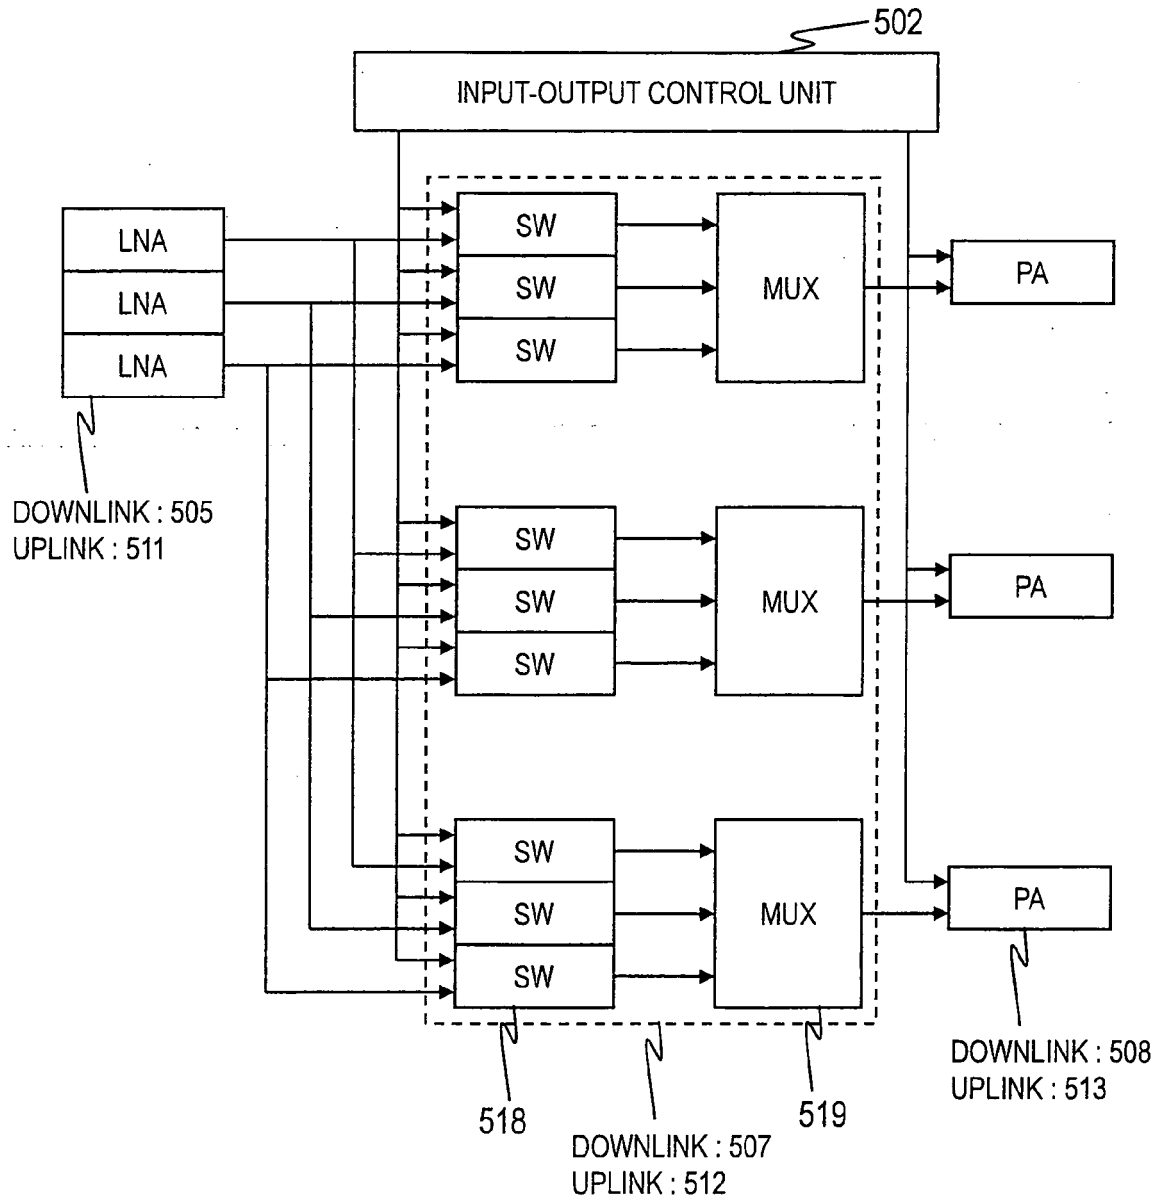 502
INPUT-OUTPUT CONTROL UNIT
LNA
LNA
LNA
DOWNLINK : 505
UPLINK : 511
SW
SW
SW
MUX
PA
SW
SW
SW
MUX
PA
SW
SW
SW
MUX
PA
518
519
DOWNLINK : 507
UPLINK : 512
DOWNLINK : 508
UPLINK : 513